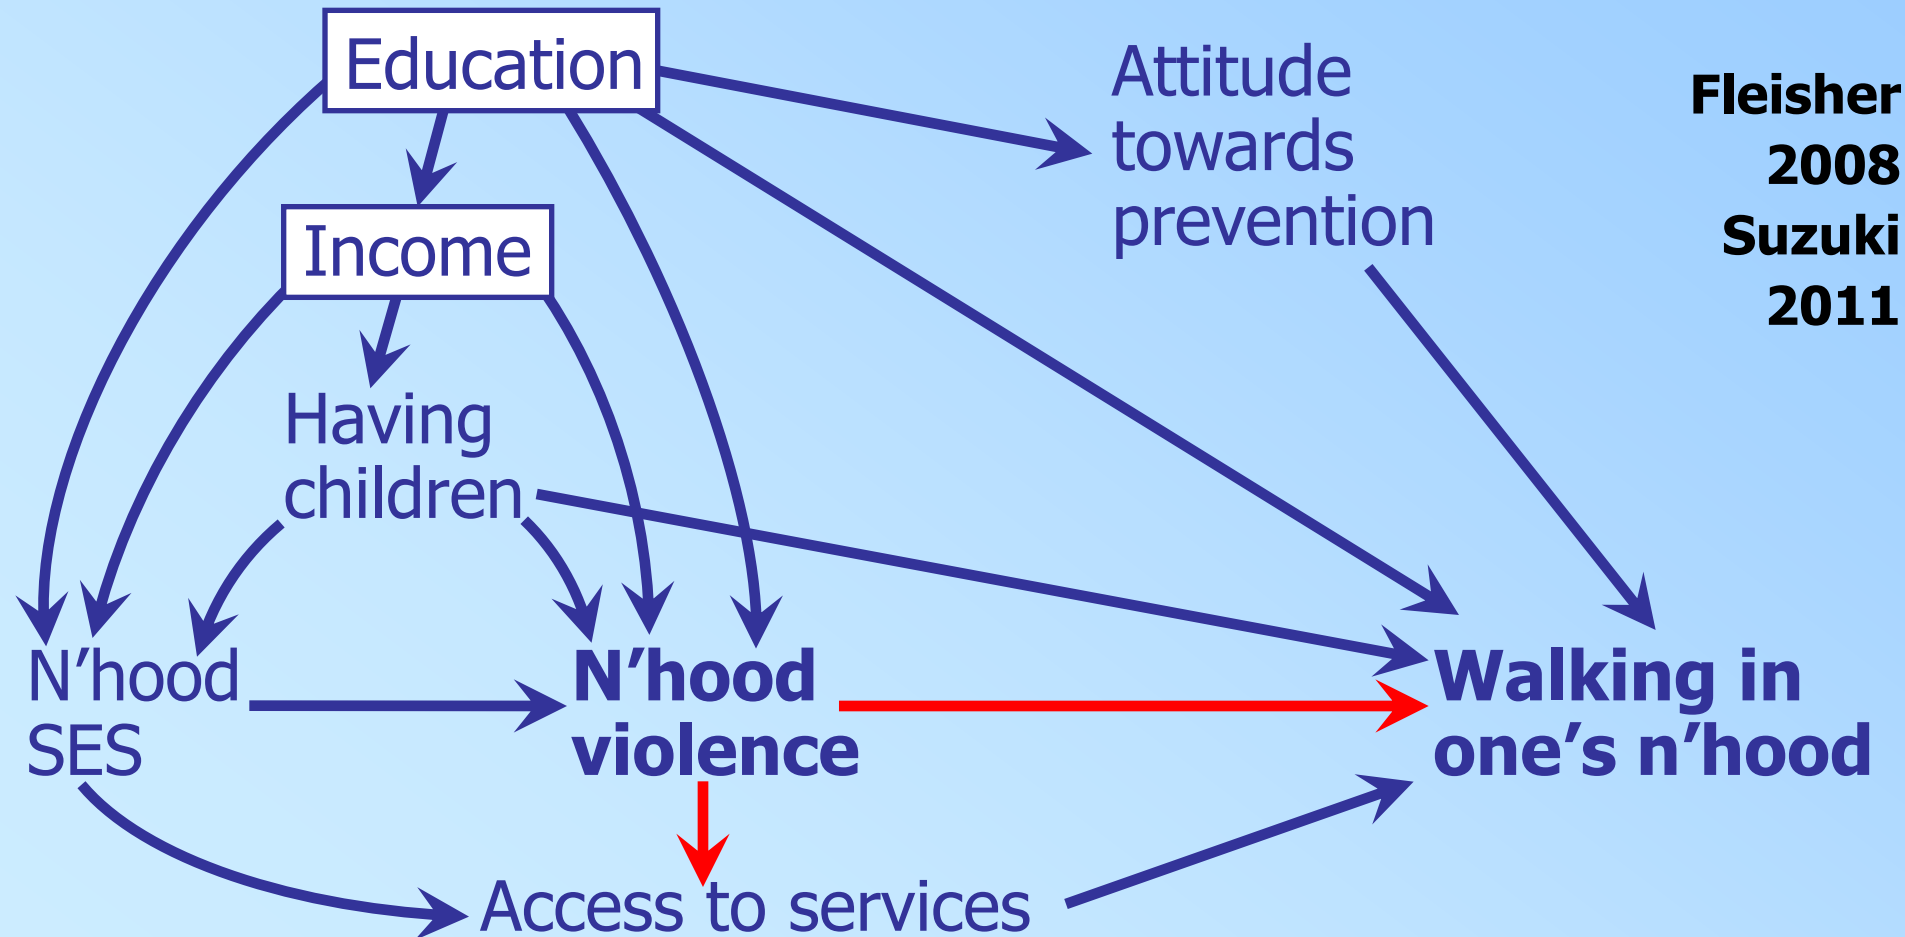 Education
Attitude
towards
prevention
Fleisher
2008
Suzuki
2011
Income
Having
children
N'hood
SES
N'hood
violence
Walking in
one's n'hood
Access to services